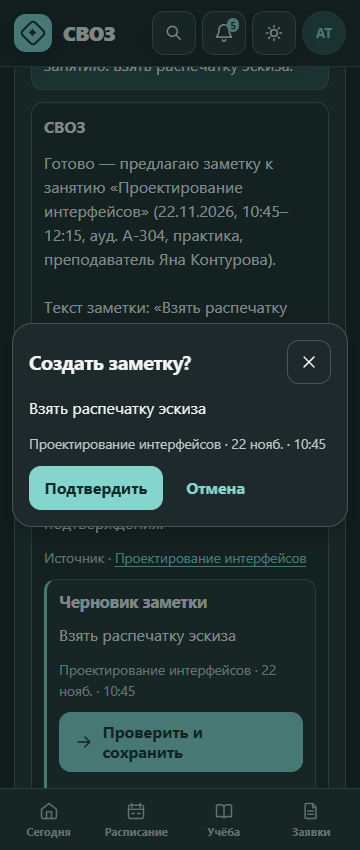 СВОЗ
5
АТ
занятию: Взять распечатку эскиза.
СВОЗ
Готово — предлагаю заметку к
занятию «Проектирование
интерфейсов» (22.11.2026, 10:45–
12:15, ауд. А-304, практика,
преподаватель Яна Контурова).
Текст заметки: «Взять распечатку
Создать заметку?
Взять распечатку эскиза
Проектирование интерфейсов · 22 нояб. · 10:45
Подтвердить
Отмена
подтверждения.
Источник · Проектирование интерфейсов
Черновик заметки
Взять распечатку эскиза
Проектирование интерфейсов · 22
нояб. · 10:45
Проверить и
сохранить
Сегодня
Расписание
Учёба
Заявки